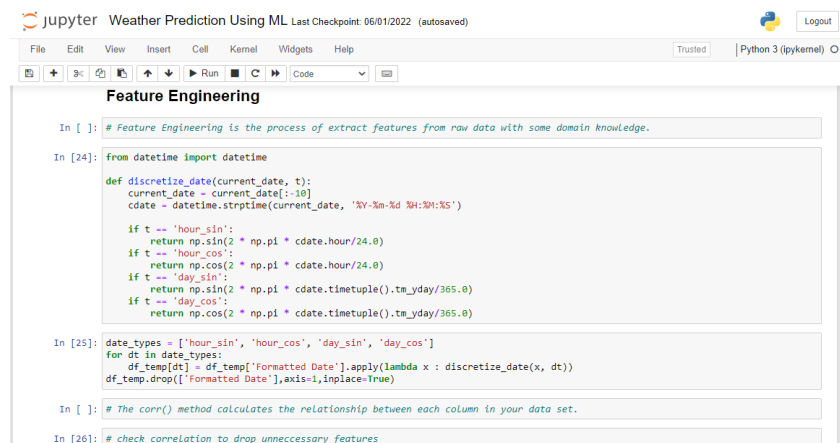 jupyter Weather Prediction Using ML Last Checkpoint: 06/01/2022 (autosaved)
Logout
File Edit View Insert Cell Kernel Widgets Help
Trusted Python 3 (ipykernel)
Run Code
Feature Engineering
In [ ]: # Feature Engineering is the process of extract features from raw data with some domain knowledge.
In [24]: from datetime import datetime
def discretize_date(current_date, t):
    current_date = current_date[:-10]
    cdate = datetime.strptime(current_date, '%Y-%m-%d %H:%M:%S')
    if t == 'hour_sin':
        return np.sin(2 * np.pi * cdate.hour/24.0)
    if t == 'hour_cos':
        return np.cos(2 * np.pi * cdate.hour/24.0)
    if t == 'day_sin':
        return np.sin(2 * np.pi * cdate.timetuple().tm_yday/365.0)
    if t == 'day_cos':
        return np.cos(2 * np.pi * cdate.timetuple().tm_yday/365.0)
In [25]: date_types = ['hour_sin', 'hour_cos', 'day_sin', 'day_cos']
for dt in date_types:
    df_temp[dt] = df_temp['Formatted Date'].apply(lambda x : discretize_date(x, dt))
df_temp.drop(['Formatted Date'],axis=1,inplace=True)
In [ ]: # The corr() method calculates the relationship between each column in your data set.
In [26]: # check correlation to drop unneccessary features